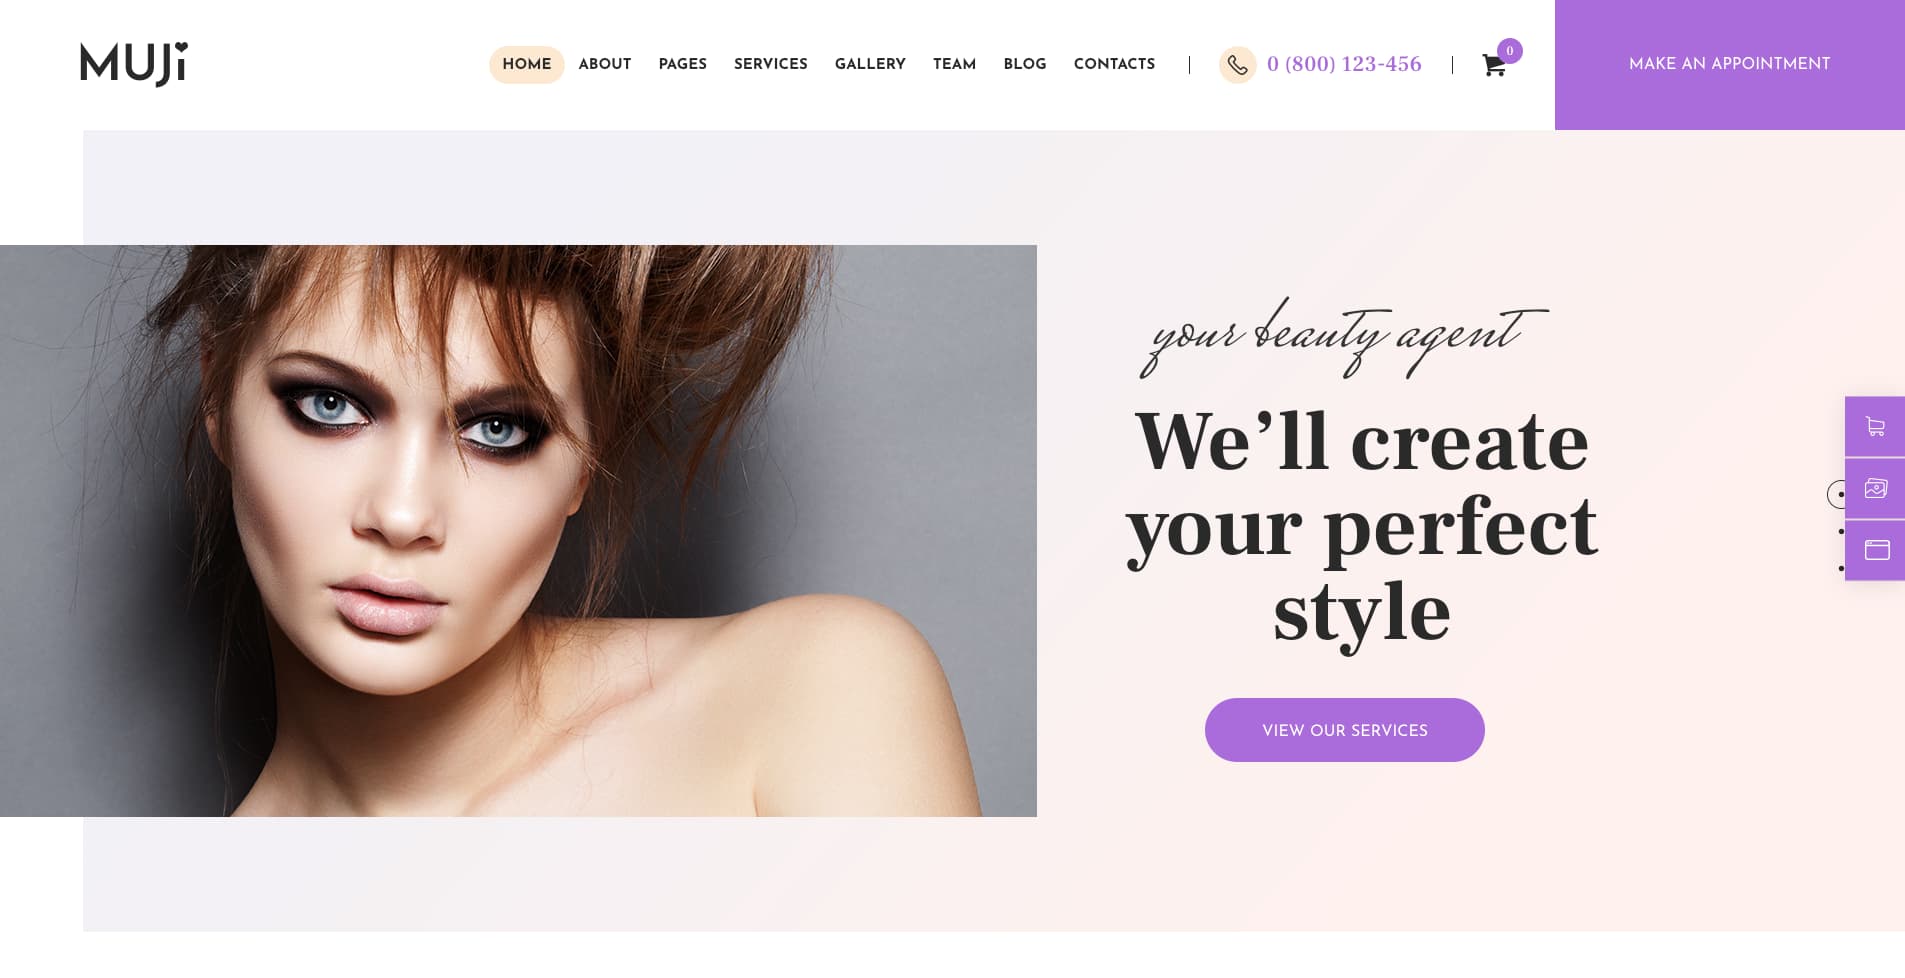 MUJi
HOME ABOUT PAGES SERVICES GALLERY TEAM BLOG CONTACTS 0 (800) 123-456 0 MAKE AN APPOINTMENT
your beauty agent
We’ll create
your perfect
style
VIEW OUR SERVICES